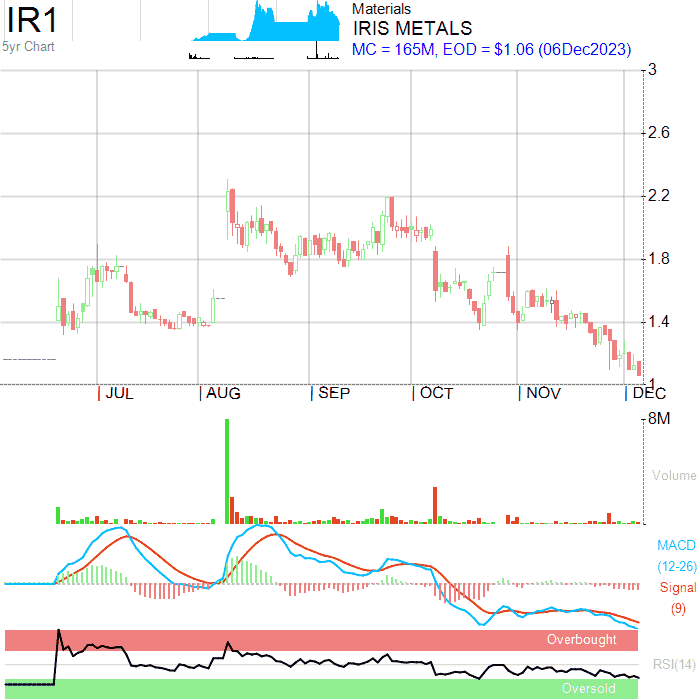 IR1
5yr Chart
Materials
IRIS METALS
MC = 165M, EOD = $1.06 (06Dec2023)
3
2.6
2.2
1.8
1.4
1
JUL AUG SEP OCT NOV DEC
8M
Volume
MACD
(12-26)
Signal
(9)
Overbought
RSI(14)
Oversold